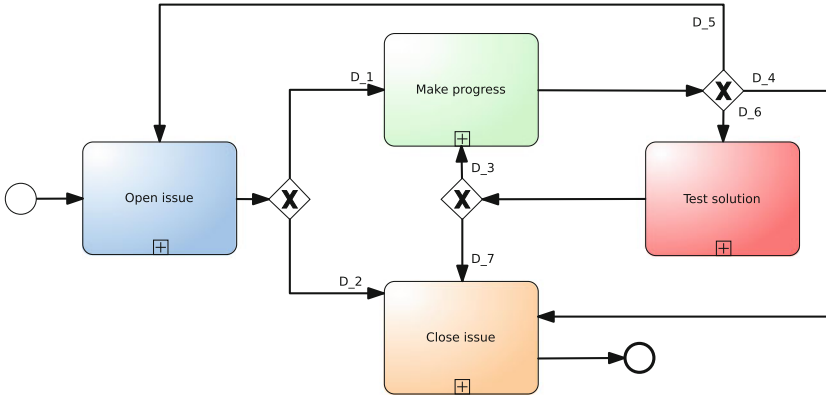 D_5
D_1
Make progress
D_4
D_6
D_3
Open issue
Test solution
D_7
D_2
Close issue